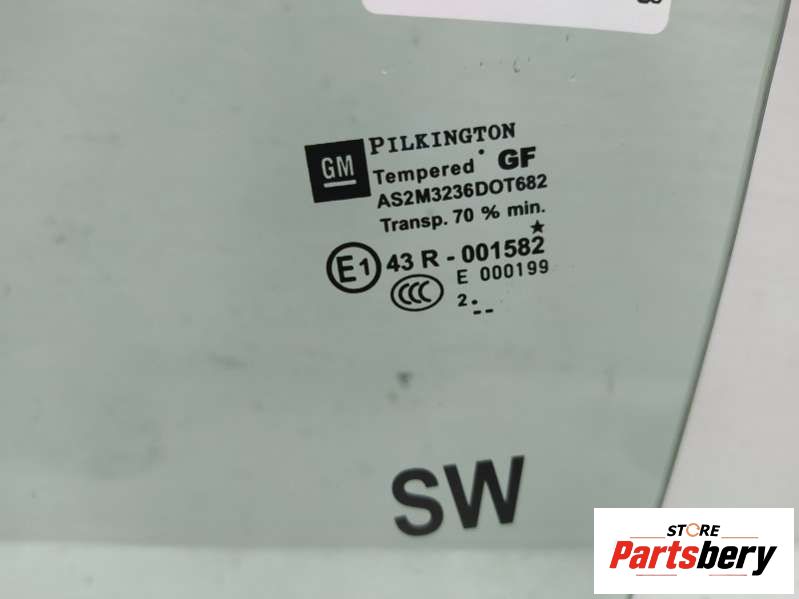 GM
PILKINGTON
Tempered GF
AS2M3236DOT682
Transp. 70 % min.
E1 43 R - 001582
CCC E 000199
2.
--
SW
STORE
Partsbery